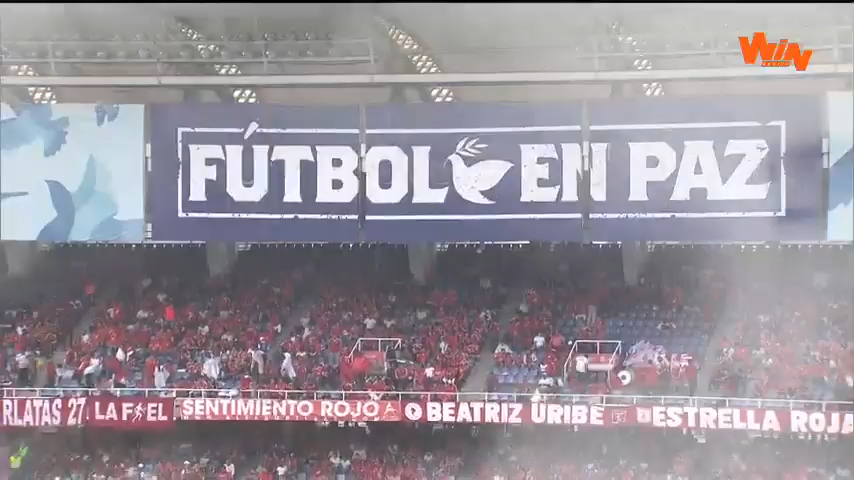 WIN
FÚTBOL EN PAZ
RLATAS 27. LA F EL SENTIMIENTO ROJO BEATRIZ URIBE ESTRELLA ROJA